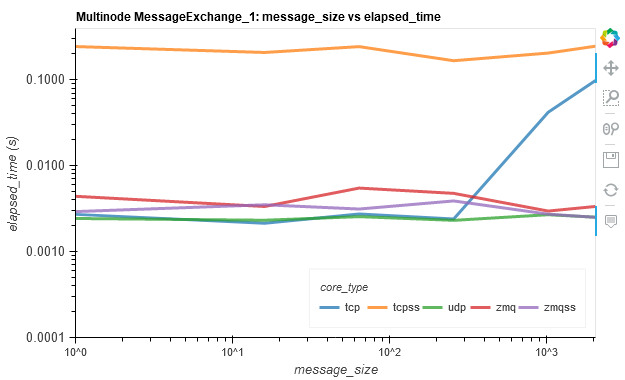 Multinode MessageExchange_1: message_size vs elapsed_time
elapsed_time (s)
0.1000
0.0100
0.0010
0.0001
core_type
tcp tcpss udp zmq zmqss
10^0 10^1 10^2 10^3
message_size